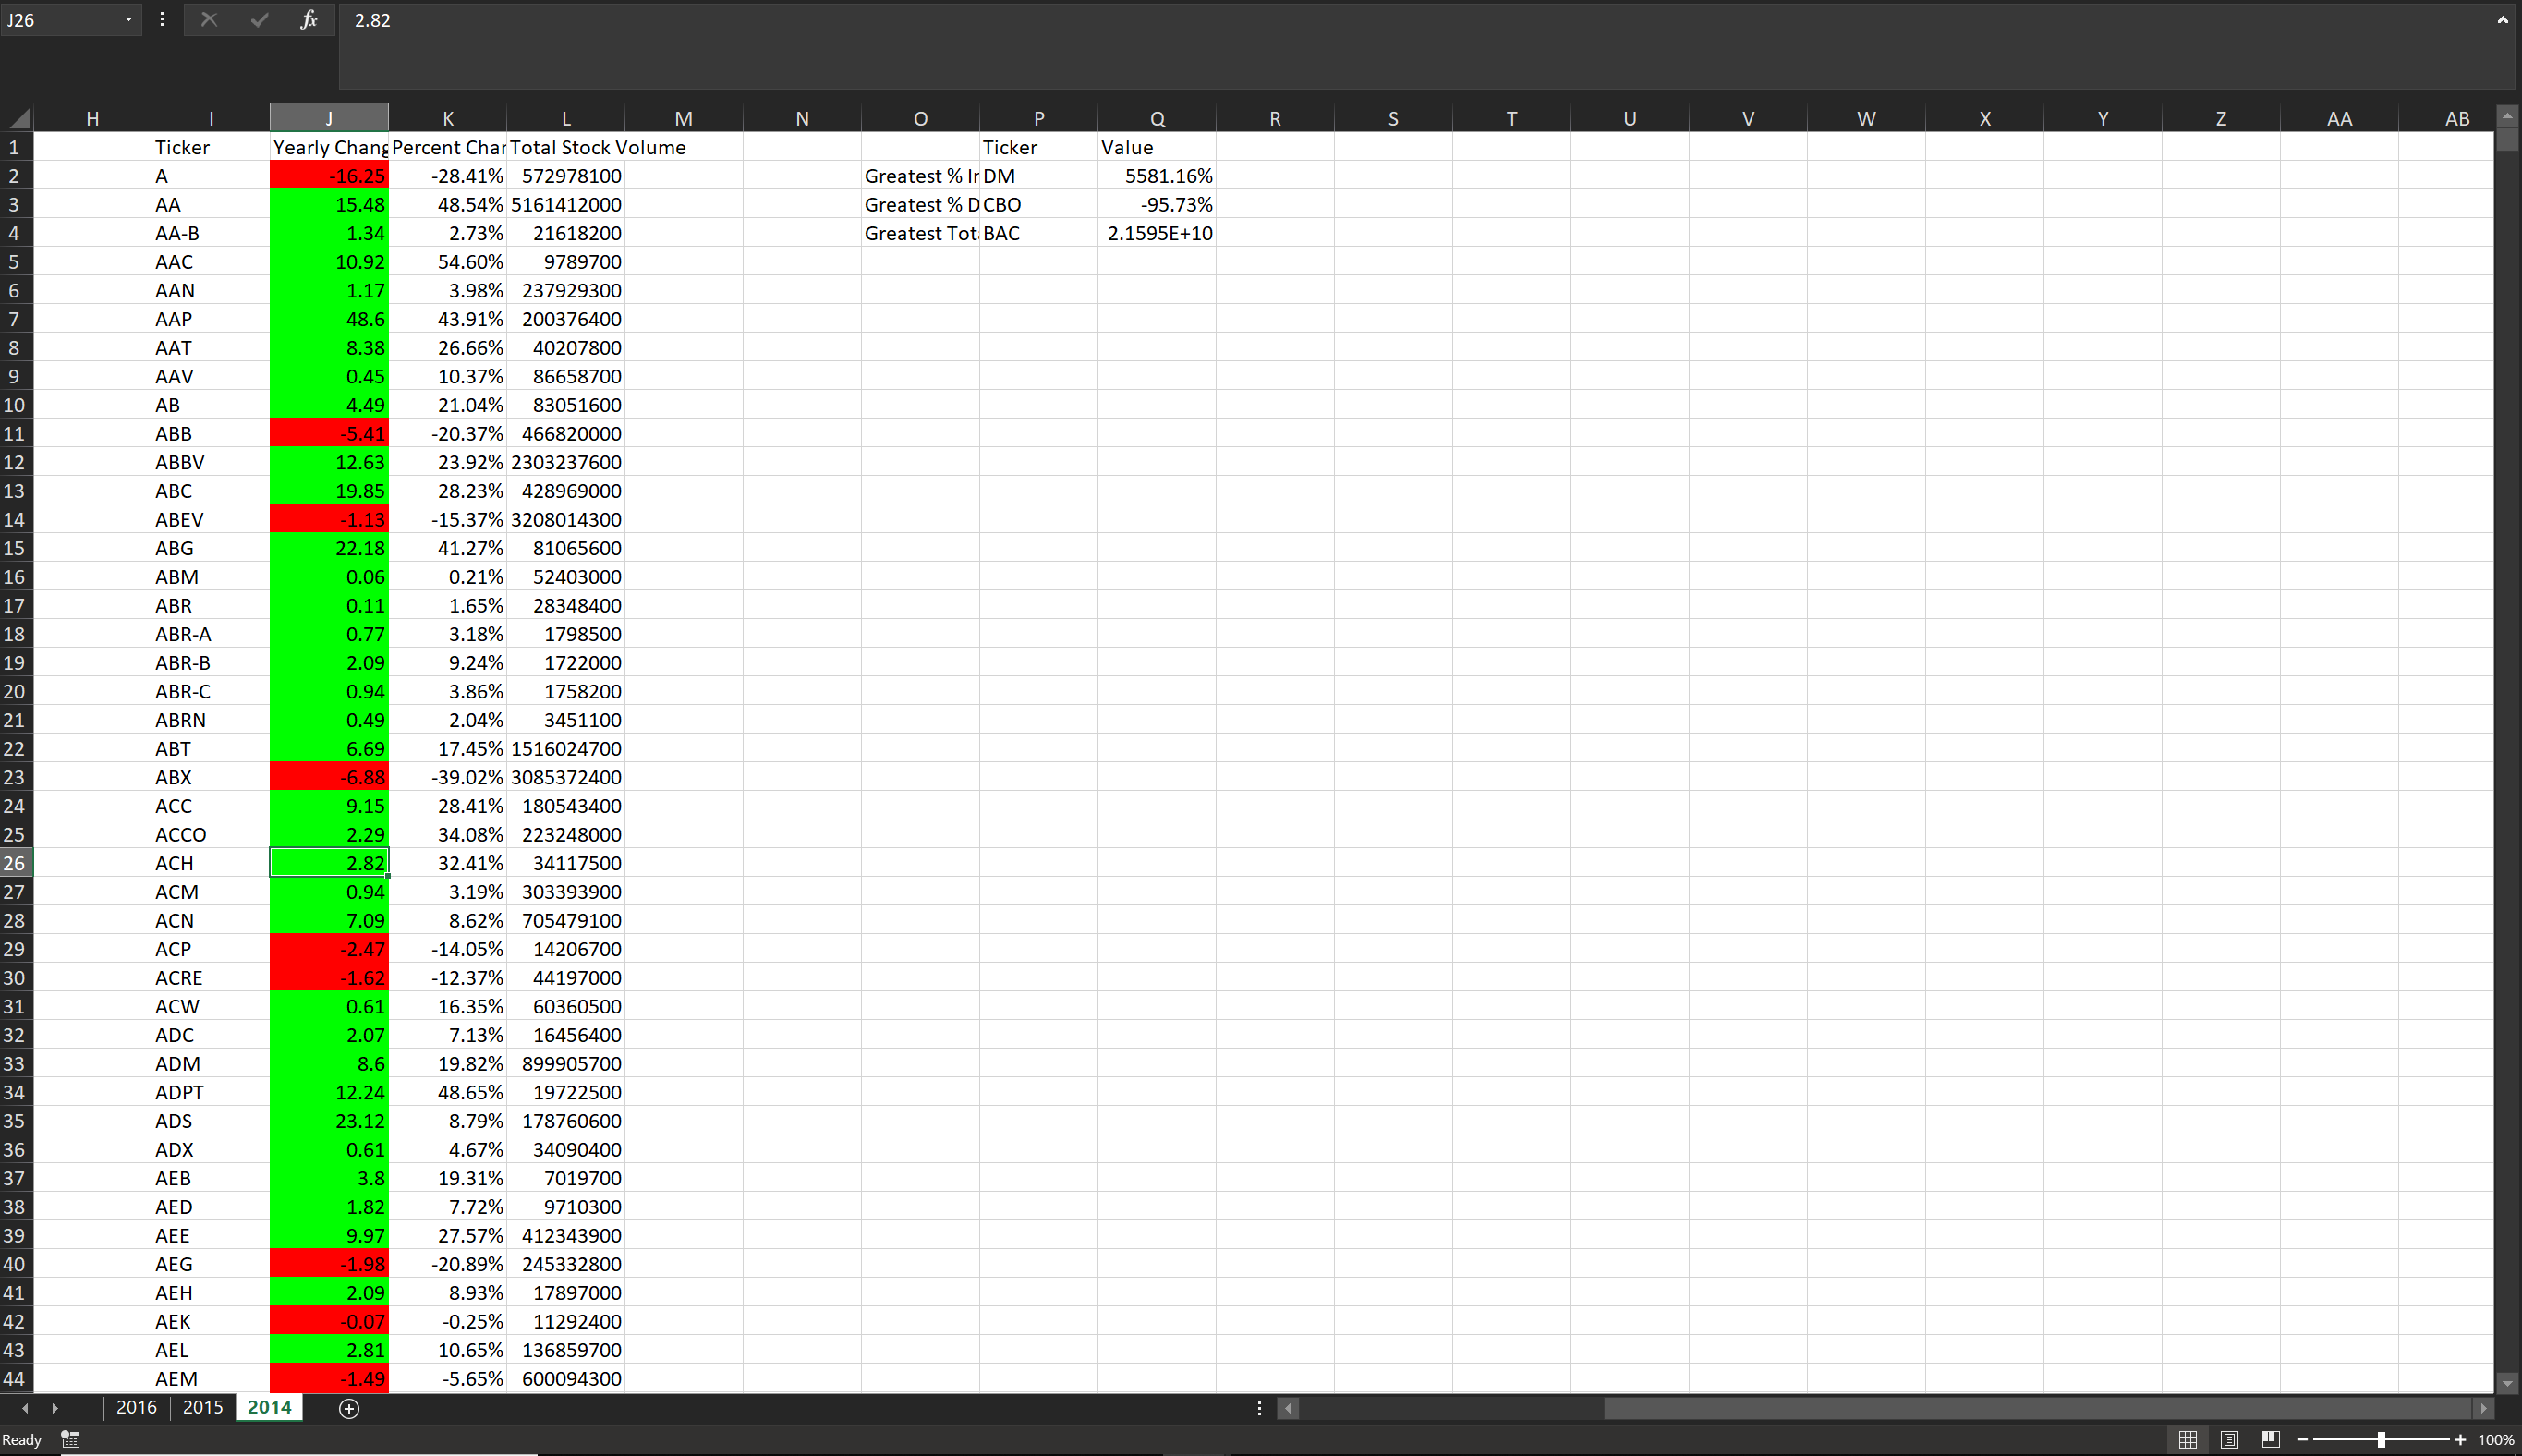 J26 fx 2.82
H I J K L M N O P Q R S T U V W X Y Z AA AB
1 Ticker Yearly Chang Percent Char Total Stock Volume Ticker Value
2 A -16.25 -28.41% 572978100 Greatest % In DM 5581.16%
3 AA 15.48 48.54% 5161412000 Greatest % D CBO -95.73%
4 AA-B 1.34 2.73% 21618200 Greatest Tota BAC 2.1595E+10
5 AAC 10.92 54.60% 9789700
6 AAN 1.17 3.98% 237929300
7 AAP 48.6 43.91% 200376400
8 AAT 8.38 26.66% 40207800
9 AAV 0.45 10.37% 86658700
10 AB 4.49 21.04% 83051600
11 ABB -5.41 -20.37% 466820000
12 ABBV 12.63 23.92% 2303237600
13 ABC 19.85 28.23% 428969000
14 ABEV -1.13 -15.37% 3208014300
15 ABG 22.18 41.27% 81065600
16 ABM 0.06 0.21% 52403000
17 ABR 0.11 1.65% 28348400
18 ABR-A 0.77 3.18% 1798500
19 ABR-B 2.09 9.24% 1722000
20 ABR-C 0.94 3.86% 1758200
21 ABRN 0.49 2.04% 3451100
22 ABT 6.69 17.45% 1516024700
23 ABX -6.88 -39.02% 3085372400
24 ACC 9.15 28.41% 180543400
25 ACCO 2.29 34.08% 223248000
26 ACH 2.82 32.41% 34117500
27 ACM 0.94 3.19% 303393900
28 ACN 7.09 8.62% 705479100
29 ACP -2.47 -14.05% 14206700
30 ACRE -1.62 -12.37% 44197000
31 ACW 0.61 16.35% 60360500
32 ADC 2.07 7.13% 16456400
33 ADM 8.6 19.82% 899905700
34 ADPT 12.24 48.65% 19722500
35 ADS 23.12 8.79% 178760600
36 ADX 0.61 4.67% 34090400
37 AEB 3.8 19.31% 7019700
38 AED 1.82 7.72% 9710300
39 AEE 9.97 27.57% 412343900
40 AEG -1.98 -20.89% 245332800
41 AEH 2.09 8.93% 17897000
42 AEK -0.07 -0.25% 11292400
43 AEL 2.81 10.65% 136859700
44 AEM -1.49 -5.65% 600094300
2016 2015 2014
Ready 100%